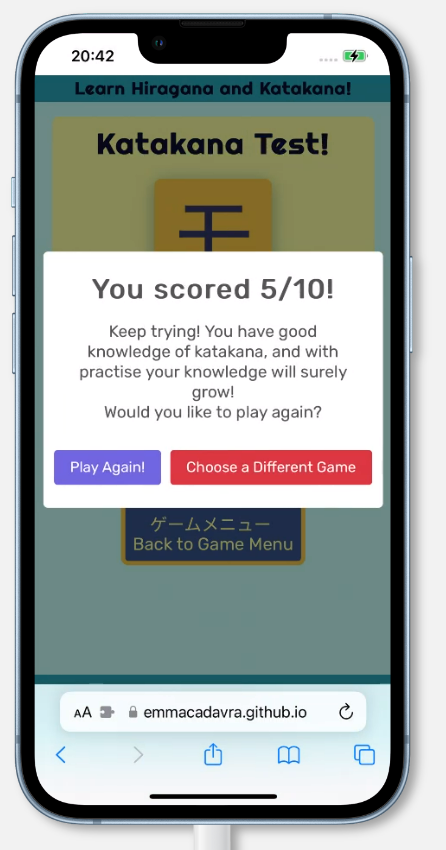 20:42
Learn Hiragana and Katakana!
Katakana Test!
You scored 5/10!
Keep trying! You have good
knowledge of katakana, and with
practise your knowledge will surely
grow!
Would you like to play again?
Play Again!
Choose a Different Game
ゲームメニュー
Back to Game Menu
AA
emmacadavra.github.io